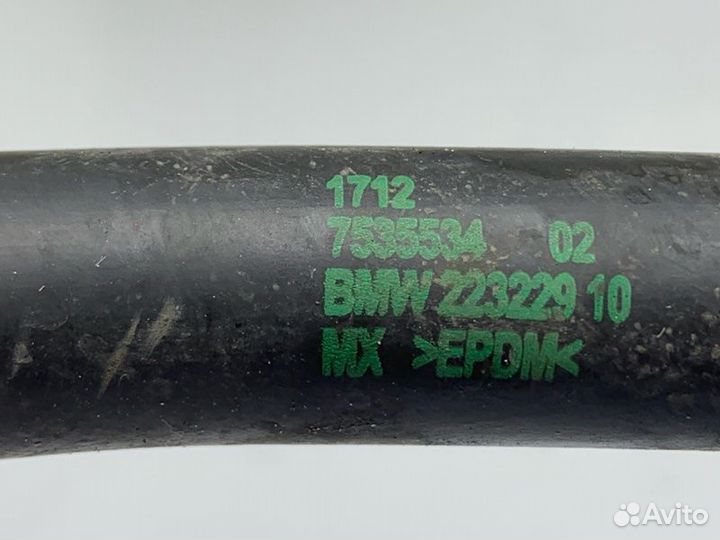 1712
7535534 02
BMW 223229 10
MX >EPDM<
Avito